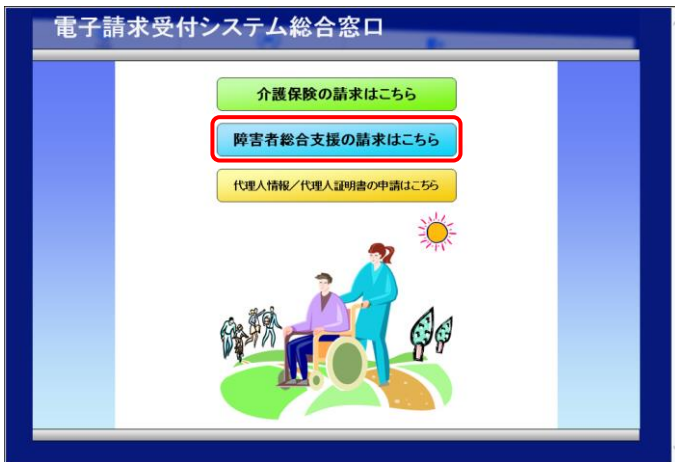 電子請求受付システム総合窓口
介護保険の請求はこちら
障害者総合支援の請求はこちら
代理人情報／代理人証明書の申請はこちら